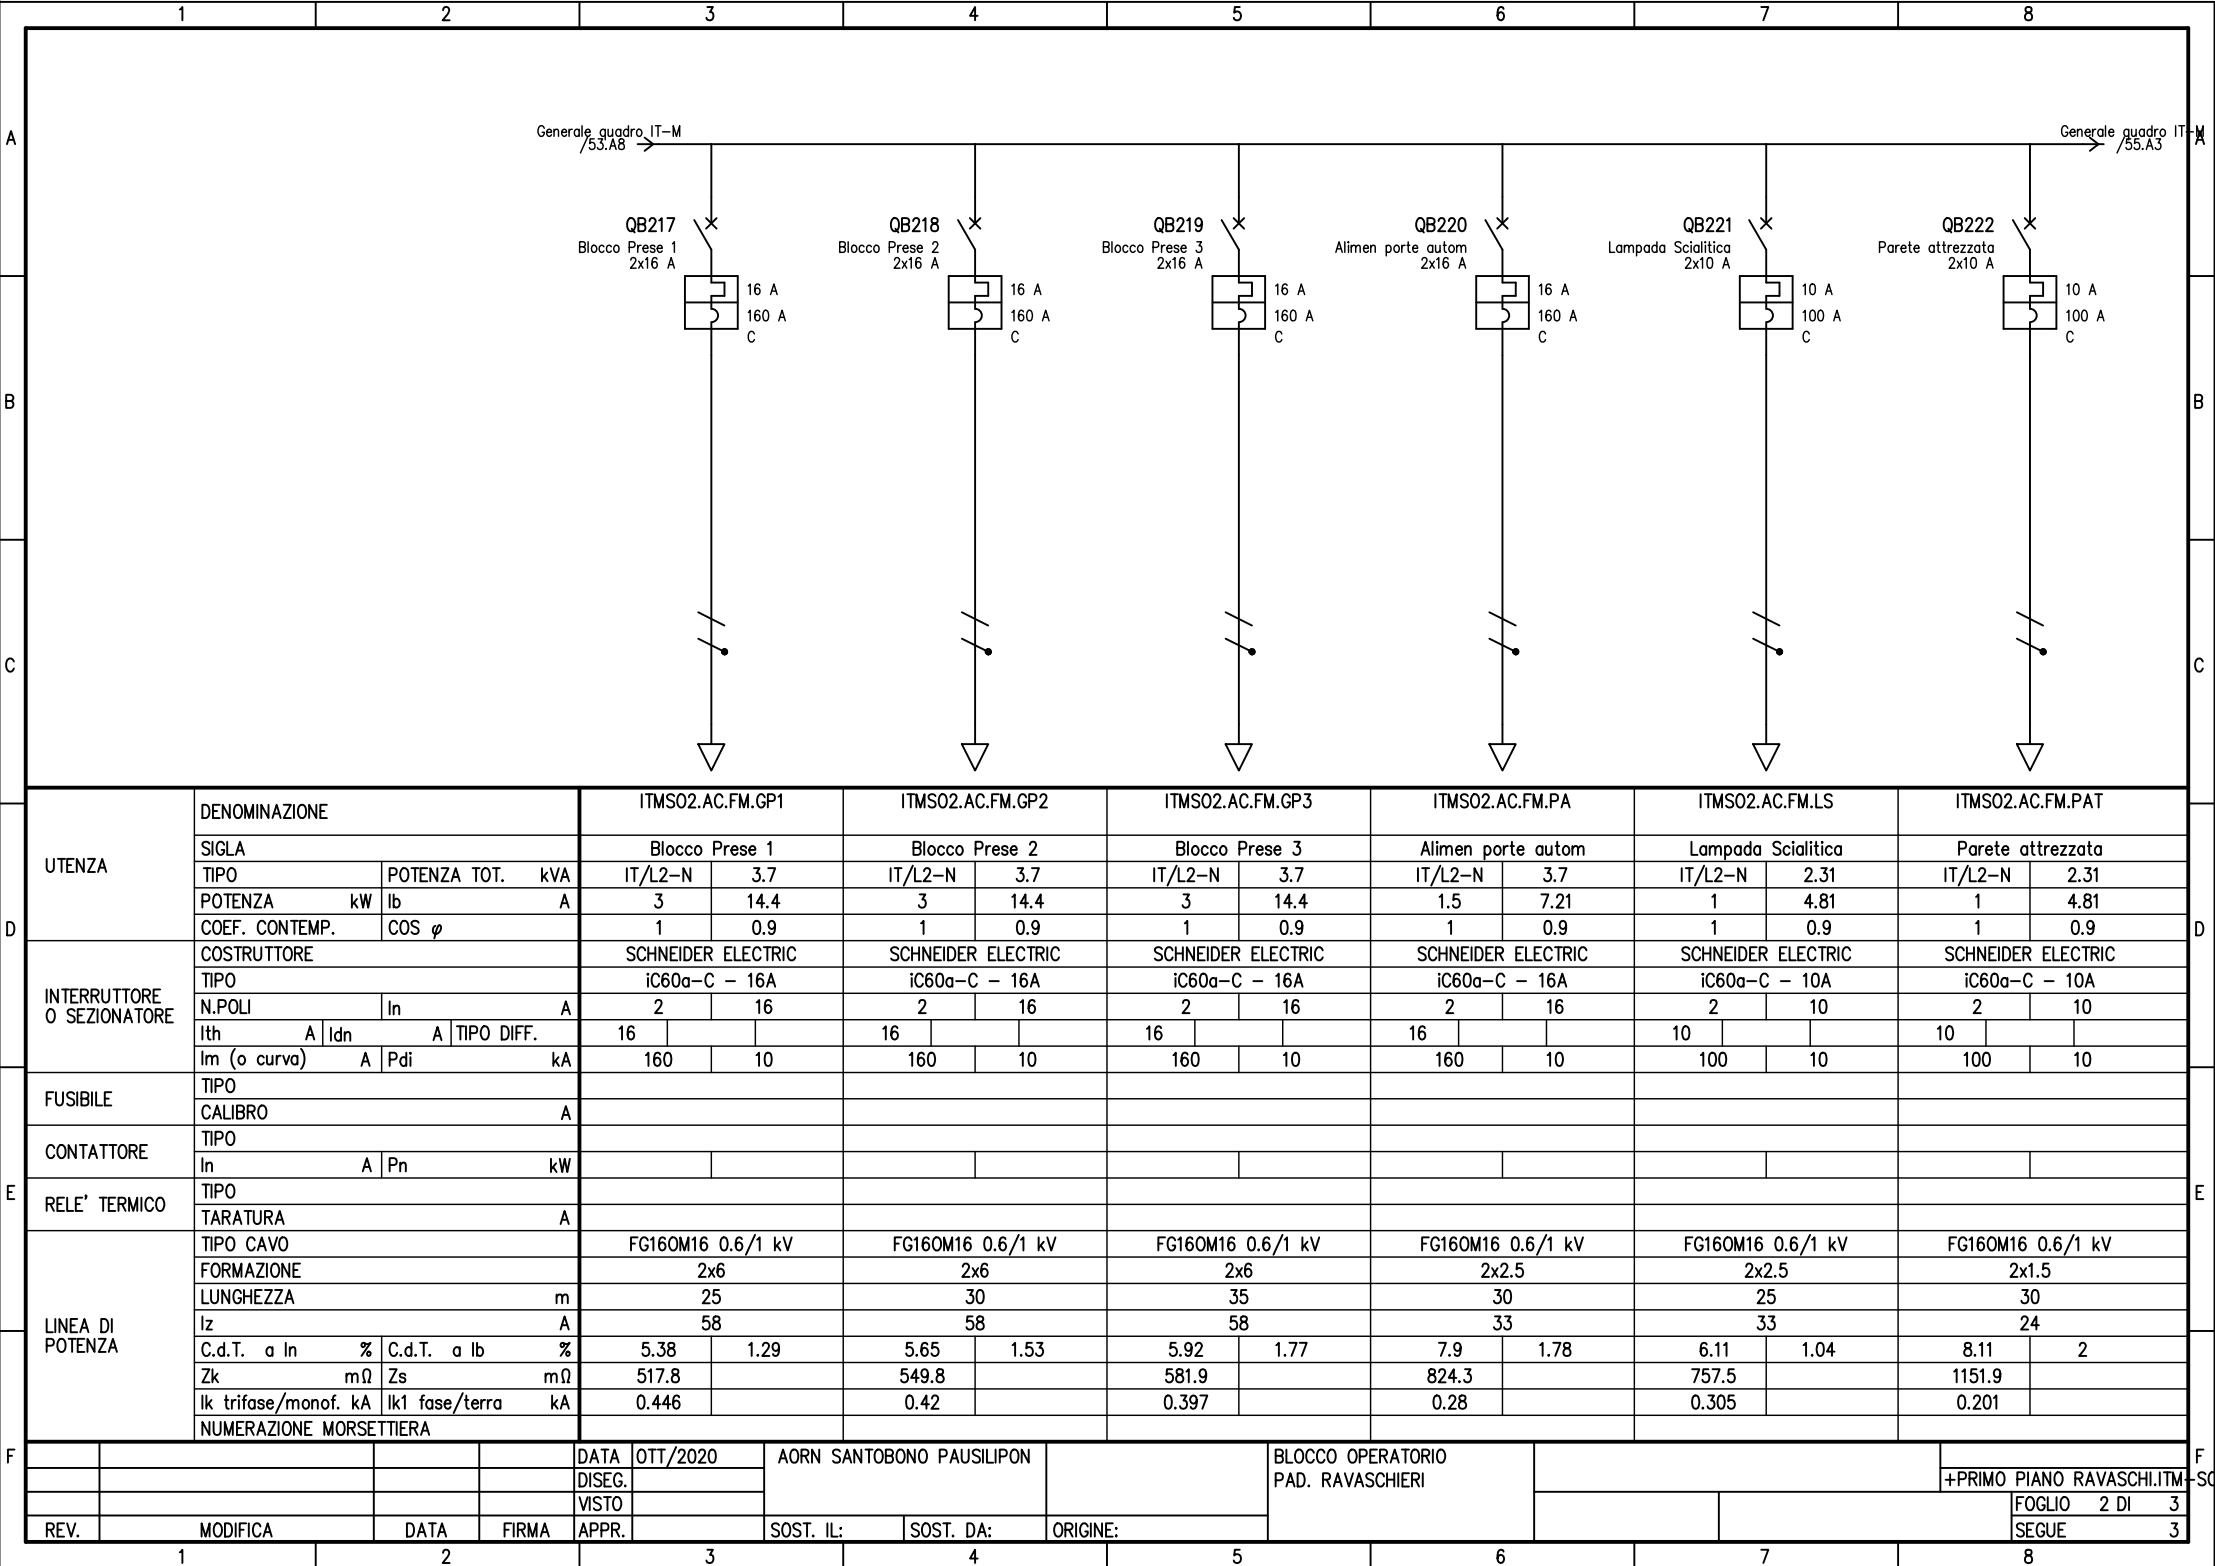 1 2 3 4 5 6 7 8
A A
Generale quadro IT-M
/53.A8
Generale quadro IT-M
/55.A3
QB217 QB218 QB219 QB220 QB221 QB222
Blocco Prese 1 Blocco Prese 2 Blocco Prese 3 Alimen porte autom Lampada Scialitica Parete attrezzata
2x16 A 2x16 A 2x16 A 2x16 A 2x10 A 2x10 A
16 A 16 A 16 A 16 A 10 A 10 A
160 A 160 A 160 A 160 A 100 A 100 A
C C C C C C
B B
C C
UTENZA
DENOMINAZIONE ITMSO2.AC.FM.GP1 ITMSO2.AC.FM.GP2 ITMSO2.AC.FM.GP3 ITMSO2.AC.FM.PA ITMSO2.AC.FM.LS ITMSO2.AC.FM.PAT
SIGLA Blocco Prese 1 Blocco Prese 2 Blocco Prese 3 Alimen porte autom Lampada Scialitica Parete attrezzata
TIPO POTENZA TOT. kVA IT/L2-N 3.7 IT/L2-N 3.7 IT/L2-N 3.7 IT/L2-N 3.7 IT/L2-N 2.31 IT/L2-N 2.31
POTENZA kW Ib A 3 14.4 3 14.4 3 14.4 1.5 7.21 1 4.81 1 4.81
D COEF. CONTEMP. COS φ 1 0.9 1 0.9 1 0.9 1 0.9 1 0.9 1 0.9 D
INTERRUTTORE
O SEZIONATORE
COSTRUTTORE SCHNEIDER ELECTRIC SCHNEIDER ELECTRIC SCHNEIDER ELECTRIC SCHNEIDER ELECTRIC SCHNEIDER ELECTRIC SCHNEIDER ELECTRIC
TIPO iC60a-C - 16A iC60a-C - 16A iC60a-C - 16A iC60a-C - 16A iC60a-C - 10A iC60a-C - 10A
N.POLI In A 2 16 2 16 2 16 2 16 2 10 2 10
Ith A Idn A TIPO DIFF. 16 16 16 16 10 10
Im (o curva) A Pdi kA 160 10 160 10 160 10 160 10 100 10 100 10
FUSIBILE
TIPO
CALIBRO A
CONTATTORE
TIPO
In A Pn kW
E E
RELE' TERMICO
TIPO
TARATURA A
LINEA DI
POTENZA
TIPO CAVO FG16OM16 0.6/1 kV FG16OM16 0.6/1 kV FG16OM16 0.6/1 kV FG16OM16 0.6/1 kV FG16OM16 0.6/1 kV FG16OM16 0.6/1 kV
FORMAZIONE 2x6 2x6 2x6 2x2.5 2x2.5 2x1.5
LUNGHEZZA m 25 30 35 30 25 30
Iz A 58 58 58 33 33 24
C.d.T. a In % C.d.T. a Ib % 5.38 1.29 5.65 1.53 5.92 1.77 7.9 1.78 6.11 1.04 8.11 2
Zk mΩ Zs mΩ 517.8 549.8 581.9 824.3 757.5 1151.9
Ik trifase/monof. kA Ik1 fase/terra kA 0.446 0.42 0.397 0.28 0.305 0.201
NUMERAZIONE MORSETTIERA
F F
DATA OTT/2020 AORN SANTOBONO PAUSILIPON BLOCCO OPERATORIO
DISEG. PAD. RAVASCHIERI +PRIMO PIANO RAVASCHI.ITM-SO
VISTO FOGLIO 2 DI 3
REV. MODIFICA DATA FIRMA APPR. SOST. IL: SOST. DA: ORIGINE: SEGUE 3
1 2 3 4 5 6 7 8